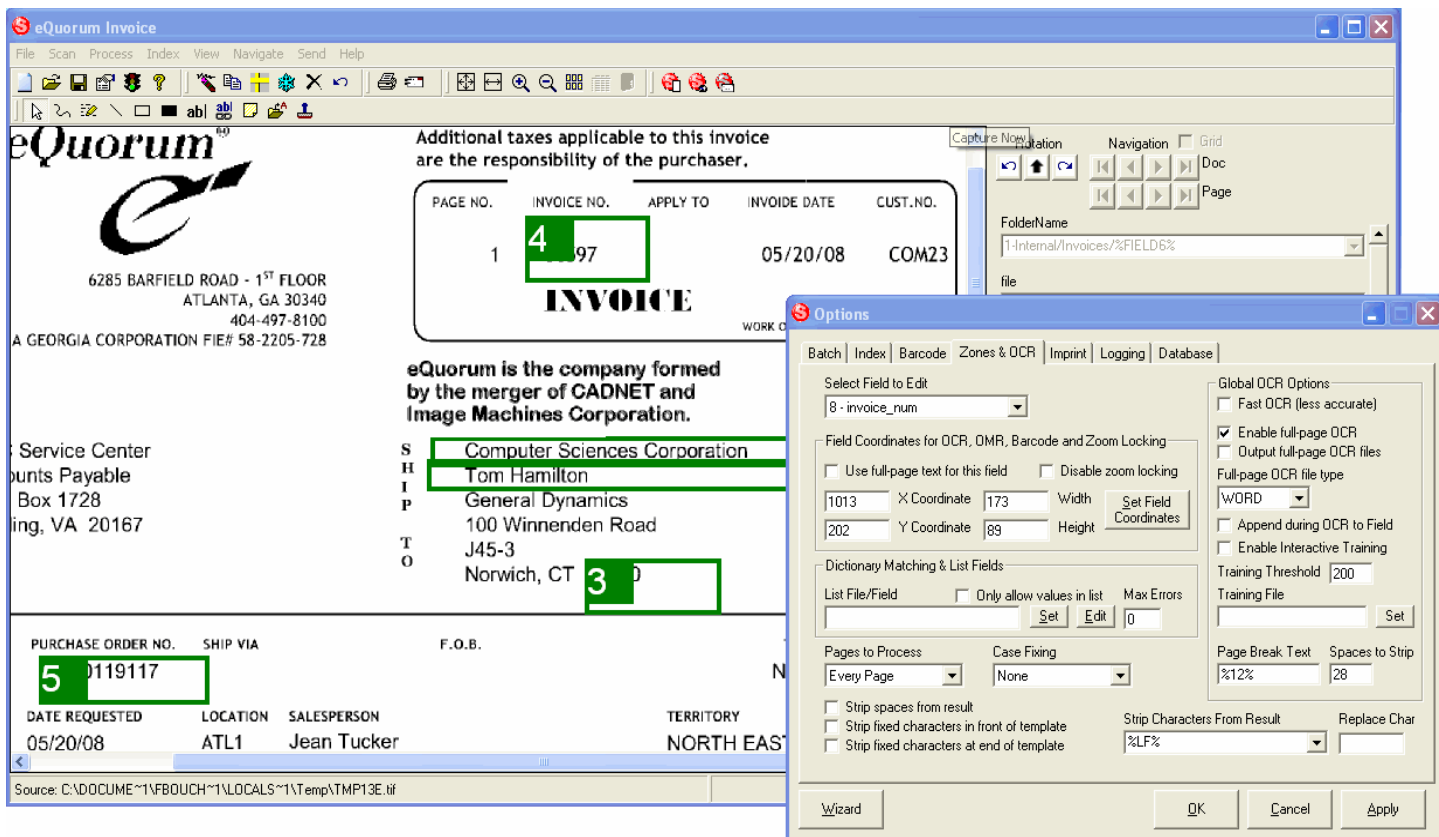 eQuorum Invoice
File Scan Process Index View Navigate Send Help
ab| ab|
Capture Now
eQuorum
Additional taxes applicable to this invoice
are the responsibility of the purchaser.
PAGE NO. INVOICE NO. APPLY TO INVOIDE DATE CUST.NO.
4
1 97 05/20/08 COM23
INVOICE
WORK O
6285 BARFIELD ROAD - 1ST FLOOR
ATLANTA, GA 30340
404-497-8100
A GEORGIA CORPORATION FIE# 58-2205-728
eQuorum is the company formed
by the merger of CADNET and
Image Machines Corporation.
Service Center
unts Payable
Box 1728
ing, VA 20167
SHIP TO
Computer Sciences Corporation
Tom Hamilton
General Dynamics
100 Winnenden Road
J45-3
Norwich, CT
3
PURCHASE ORDER NO. SHIP VIA F.O.B.
5
0119117 N
DATE REQUESTED LOCATION SALESPERSON TERRITORY
05/20/08 ATL1 Jean Tucker NORTH EAS
Source: C:\DOCUME~1\FBOUCH~1\LOCALS~1\Temp\TMP13E.tif
Rotation Navigation Grid
Doc
Page
FolderName
1-Internal/Invoices/%FIELD6%
file
Options
Batch Index Barcode Zones & OCR Imprint Logging Database
Select Field to Edit
8 - invoice_num
Field Coordinates for OCR, OMR, Barcode and Zoom Locking
Use full-page text for this field Disable zoom locking
1013 X Coordinate 173 Width Set Field Coordinates
202 Y Coordinate 89 Height
Dictionary Matching & List Fields
List File/Field Only allow values in list Max Errors
Set Edit 0
Pages to Process Case Fixing
Every Page None
Strip spaces from result
Strip fixed characters in front of template
Strip fixed characters at end of template
Strip Characters From Result Replace Char
%LF%
Global OCR Options
Fast OCR (less accurate)
Enable full-page OCR
Output full-page OCR files
Full-page OCR file type
WORD
Append during OCR to Field
Enable Interactive Training
Training Threshold 200
Training File
Set
Page Break Text Spaces to Strip
%12% 28
Wizard OK Cancel Apply